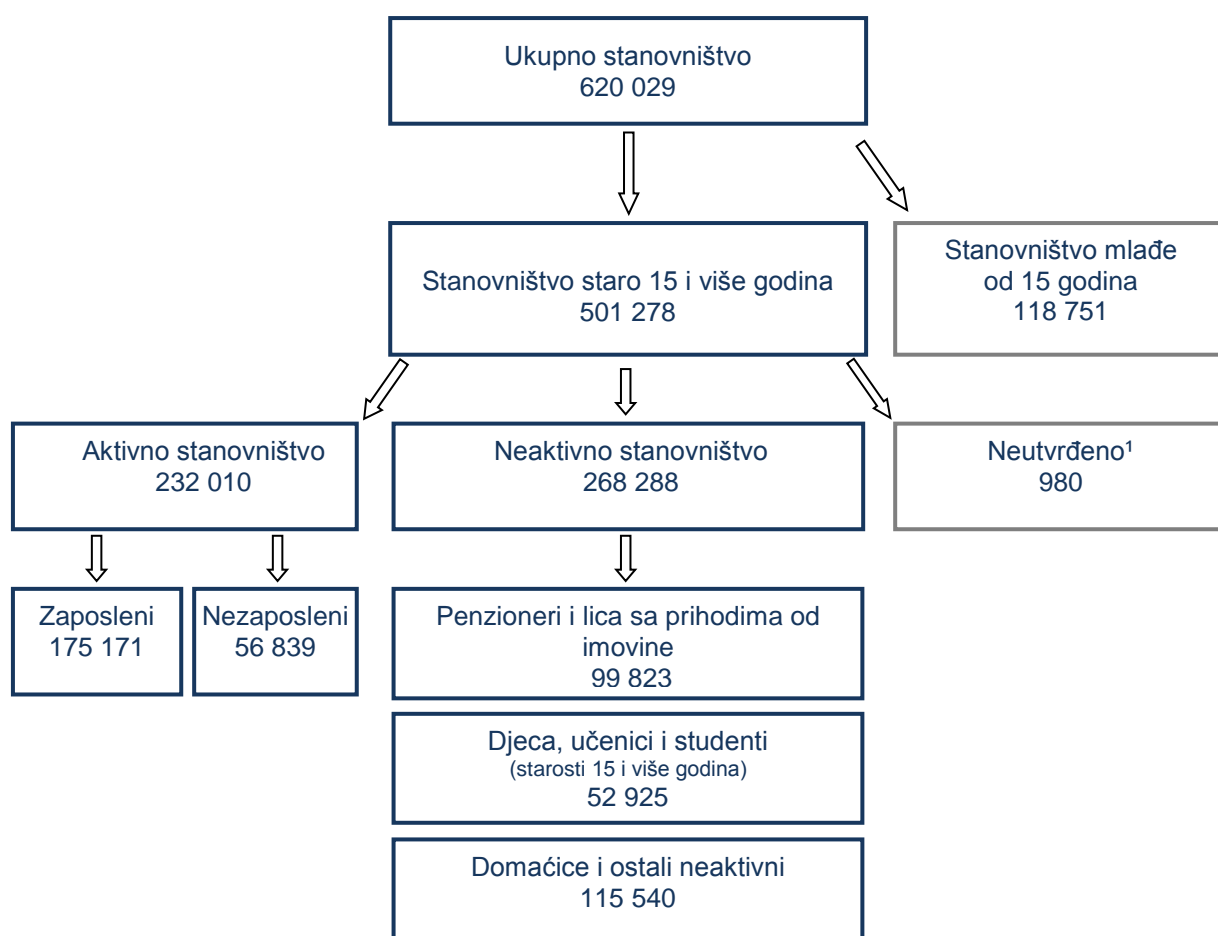 Ukupno stanovništvo
620 029
Stanovništvo staro 15 i više godina
501 278
Stanovništvo mlađe
od 15 godina
118 751
Aktivno stanovništvo
232 010
Neaktivno stanovništvo
268 288
Neutvrđeno¹
980
Zaposleni
175 171
Nezaposleni
56 839
Penzioneri i lica sa prihodima od
imovine
99 823
Djeca, učenici i studenti
(starosti 15 i više godina)
52 925
Domaćice i ostali neaktivni
115 540